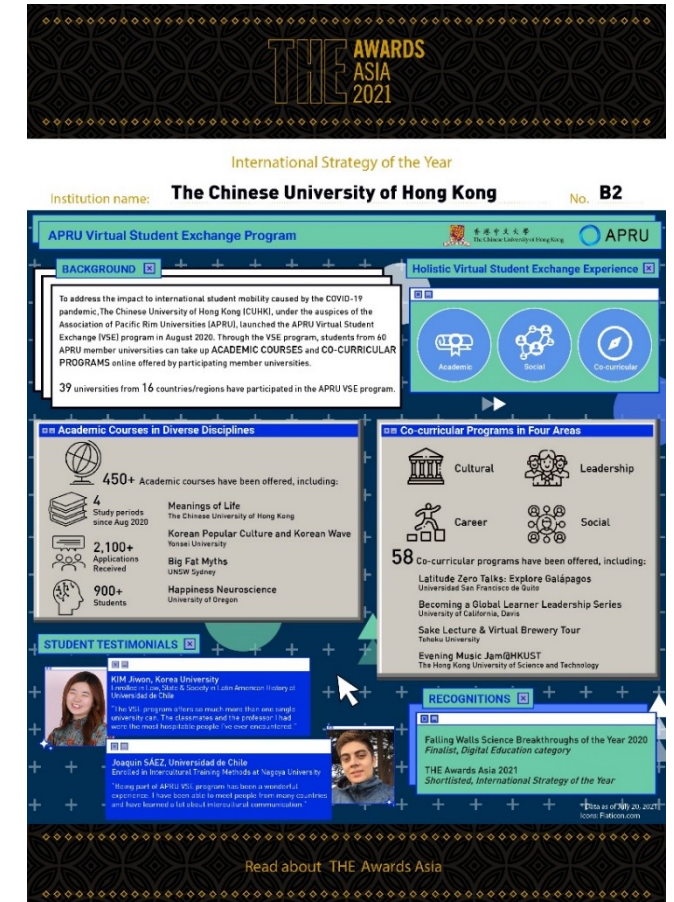 THE AWARDS
ASIA
2021
International Strategy of the Year
Institution name: The Chinese University of Hong Kong No. B2
APRU Virtual Student Exchange Program
香港中文大學
The Chinese University of Hong Kong
APRU
BACKGROUND
To address the impact to international student mobility caused by the COVID-19
pandemic, The Chinese University of Hong Kong (CUHK), under the auspices of the
Association of Pacific Rim Universities (APRU), launched the APRU Virtual Student
Exchange (VSE) program in August 2020. Through the VSE program, students from 60
APRU member universities can take up ACADEMIC COURSES and CO-CURRICULAR
PROGRAMS online offered by participating member universities.
39 universities from 16 countries/regions have participated in the APRU VSE program.
Holistic Virtual Student Exchange Experience
Academic
Social
Co-curricular
Academic Courses in Diverse Disciplines
450+ Academic courses have been offered, including:
4
Study periods
since Aug 2020
2,100+
Applications
Received
900+
Students
Meanings of Life
The Chinese University of Hong Kong
Korean Popular Culture and Korean Wave
Yonsei University
Big Fat Myths
UNSW Sydney
Happiness Neuroscience
University of Oregon
Co-curricular Programs in Four Areas
Cultural
Leadership
Career
Social
58 Co-curricular programs have been offered, including:
Latitude Zero Talks: Explore Galápagos
Universidad San Francisco de Quito
Becoming a Global Learner Leadership Series
University of California, Davis
Sake Lecture & Virtual Brewery Tour
Tohoku University
Evening Music Jam@HKUST
The Hong Kong University of Science and Technology
STUDENT TESTIMONIALS
KIM Jiwon, Korea University
Enrolled in Law, State & Society in Latin American History at
Universidad de Chile
"The VSE program offers so much more than one single
university can. The classmates and the professor I had
were the most hospitable people I've ever encountered."
Joaquin SÁEZ, Universidad de Chile
Enrolled in Intercultural Training Methods at Nagoya University
"Being part of APRU VSE program has been a wonderful
experience. I have been able to meet people from many countries
and have learned a lot about intercultural communication."
RECOGNITIONS
Falling Walls Science Breakthroughs of the Year 2020
Finalist, Digital Education category
THE Awards Asia 2021
Shortlisted, International Strategy of the Year
*Data as of July 20, 2021
Icons: Flaticon.com
Read about THE Awards Asia